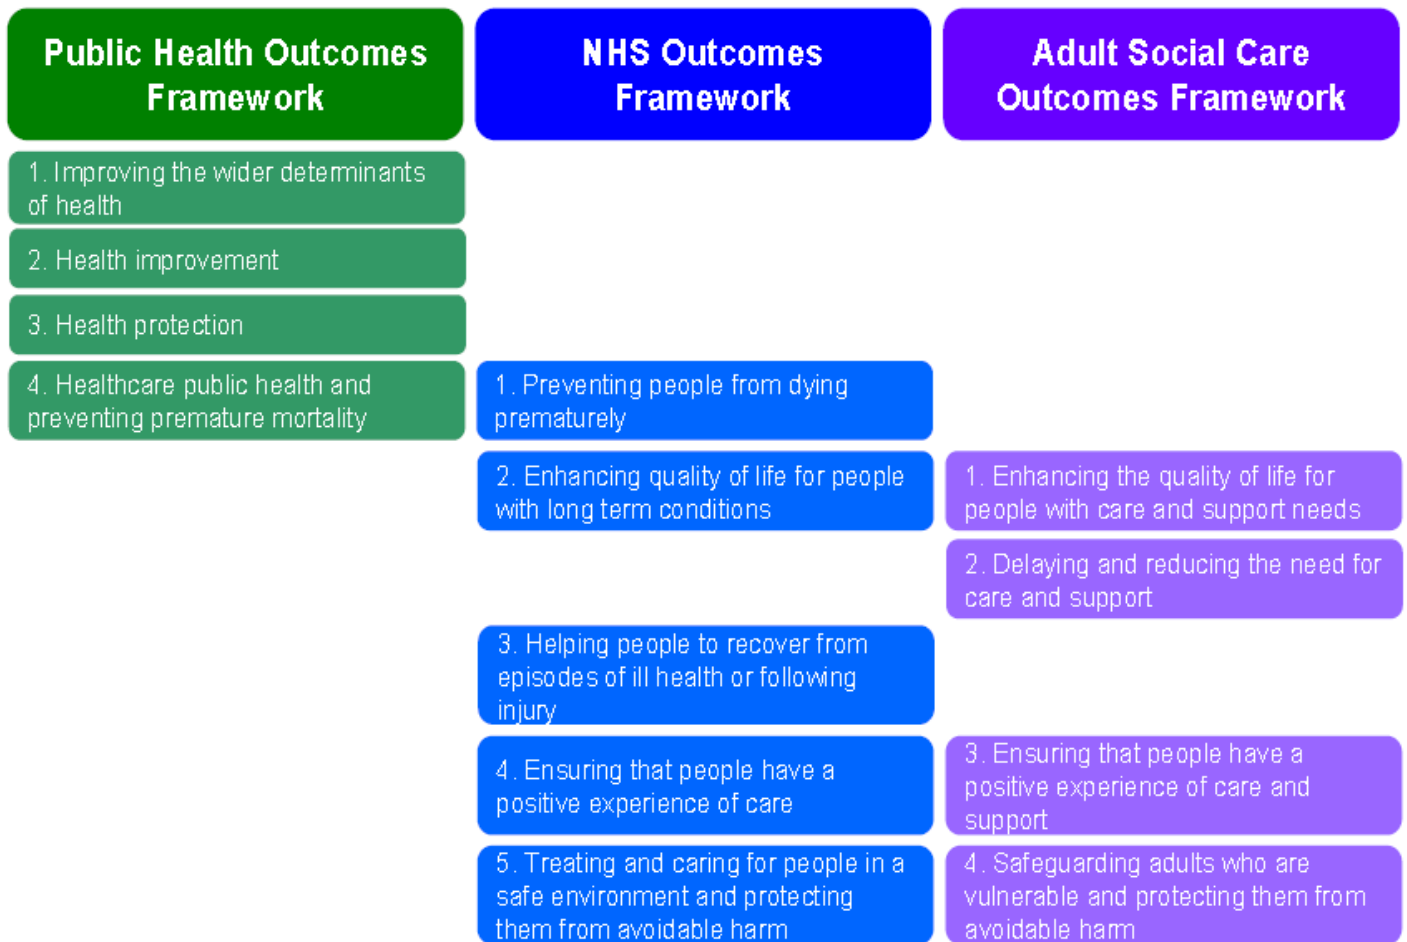 Public Health Outcomes
Framework
NHS Outcomes
Framework
Adult Social Care
Outcomes Framework
1. Improving the wider determinants
of health
2. Health improvement
3. Health protection
4. Healthcare public health and
preventing premature mortality
1. Preventing people from dying
prematurely
2. Enhancing quality of life for people
with long term conditions
3. Helping people to recover from
episodes of ill health or following
injury
4. Ensuring that people have a
positive experience of care
5. Treating and caring for people in a
safe environment and protecting
them from avoidable harm
1. Enhancing the quality of life for
people with care and support needs
2. Delaying and reducing the need for
care and support
3. Ensuring that people have a
positive experience of care and
support
4. Safeguarding adults who are
vulnerable and protecting them from
avoidable harm